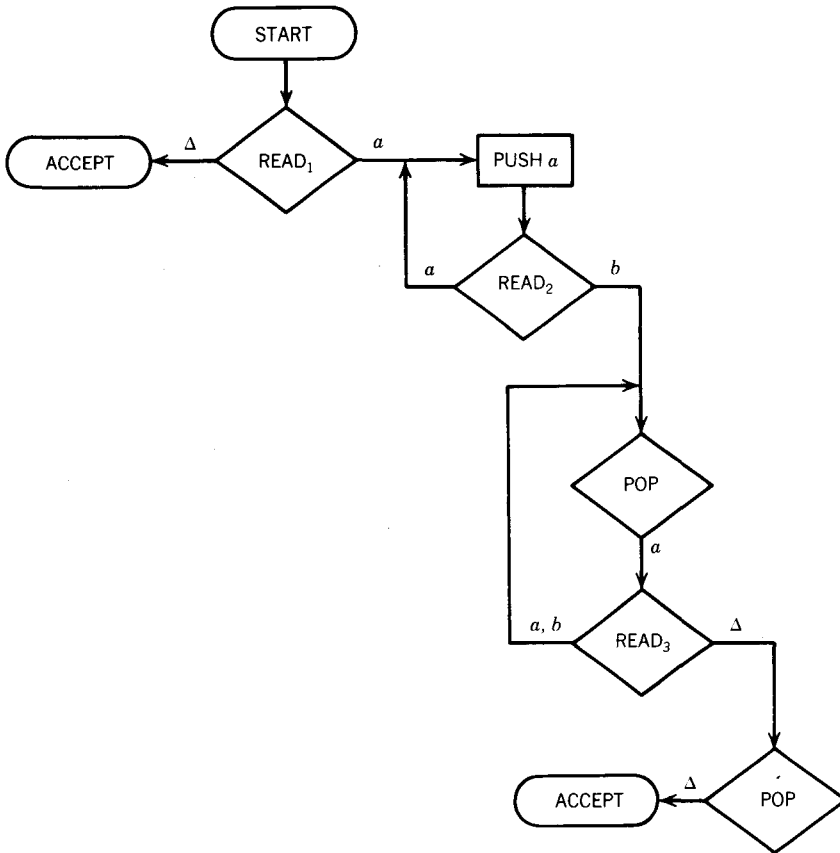 START
Δ
a
ACCEPT
READ₁
PUSH a
a
READ₂
b
POP
a
a, b
READ₃
Δ
Δ
ACCEPT
POP